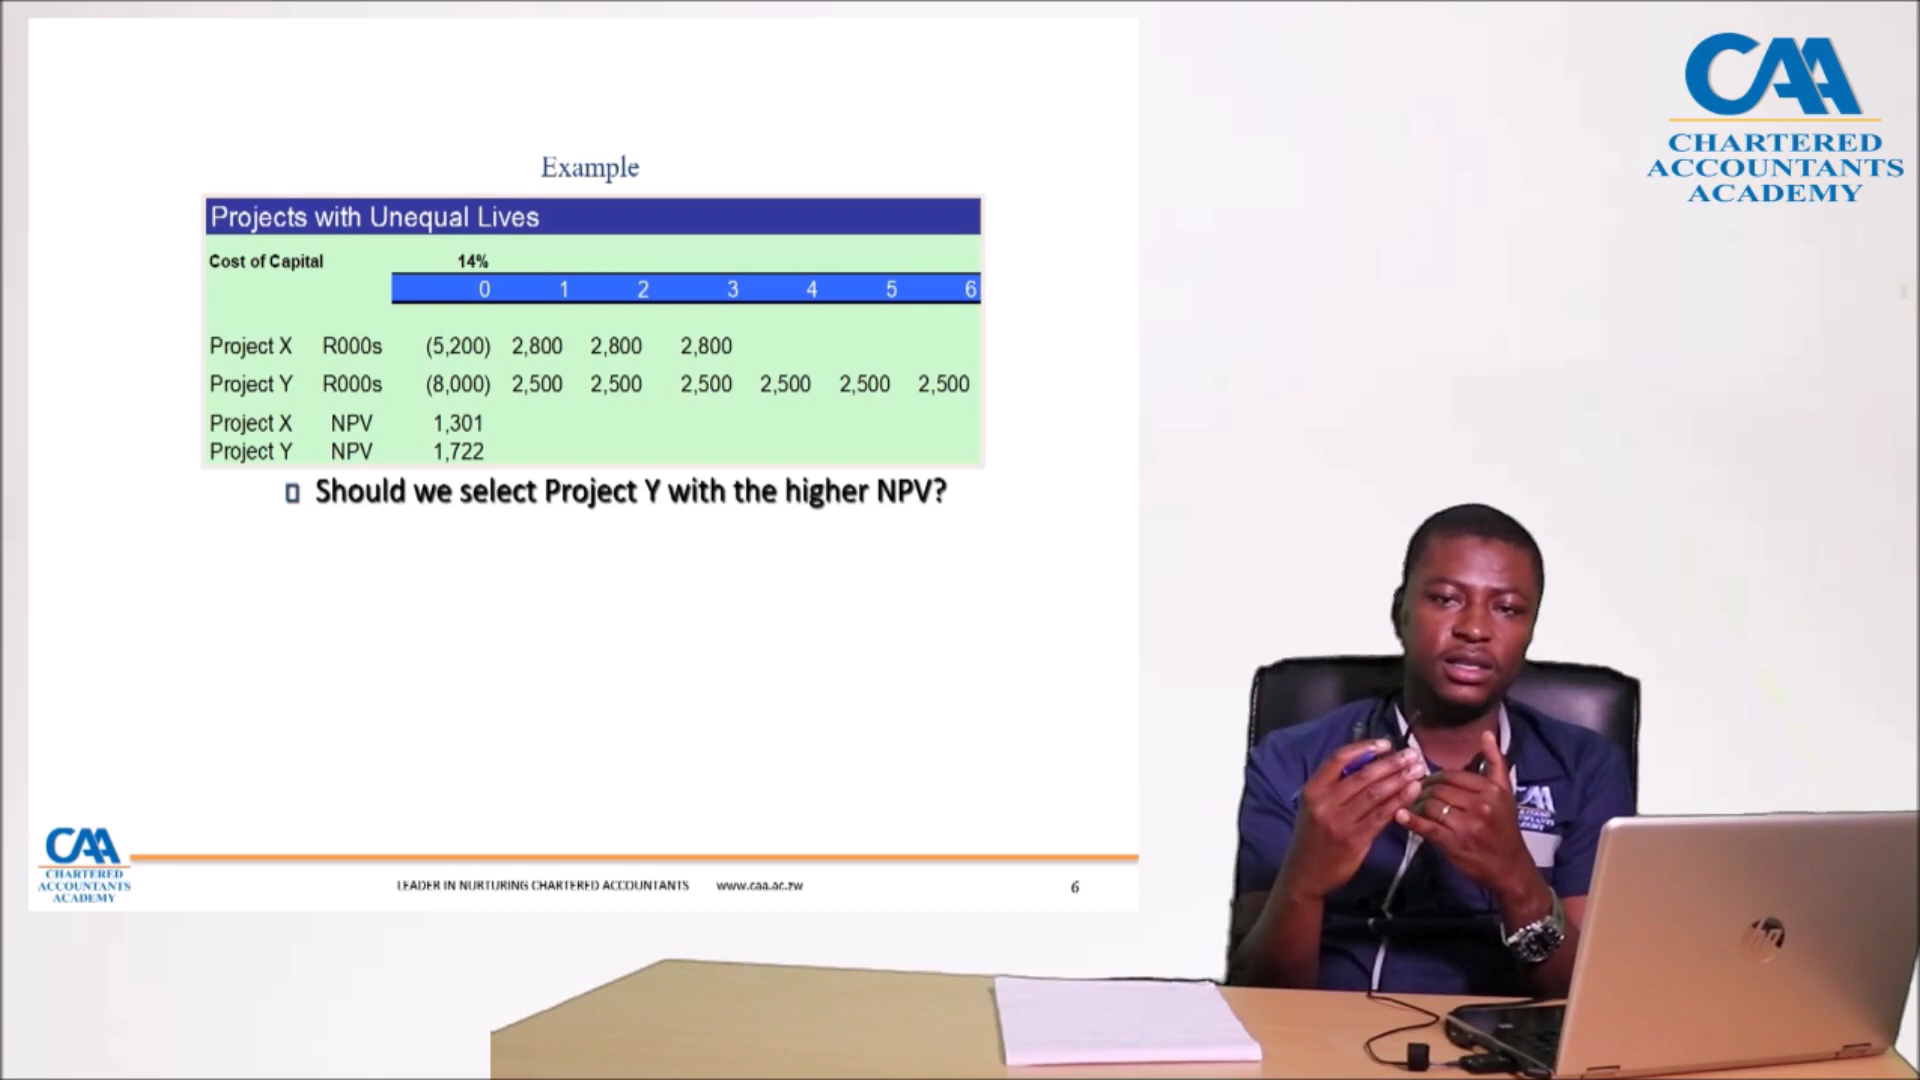 CAA
CHARTERED
ACCOUNTANTS
ACADEMY
Example
Projects with Unequal Lives
Cost of Capital 14%
0 1 2 3 4 5 6
Project X R000s (5,200) 2,800 2,800 2,800
Project Y R000s (8,000) 2,500 2,500 2,500 2,500 2,500 2,500
Project X NPV 1,301
Project Y NPV 1,722
Should we select Project Y with the higher NPV?
CAA
CAA
CHARTERED
ACCOUNTANTS
ACADEMY
LEADER IN NURTURING CHARTERED ACCOUNTANTS www.caa.ac.zw
6
hp